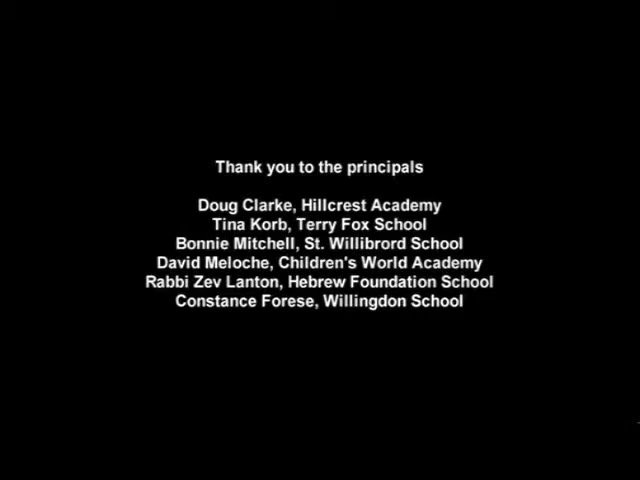 Thank you to the principals
Doug Clarke, Hillcrest Academy
Tina Korb, Terry Fox School
Bonnie Mitchell, St. Willibrord School
David Meloche, Children's World Academy
Rabbi Zev Lanton, Hebrew Foundation School
Constance Forese, Willingdon School